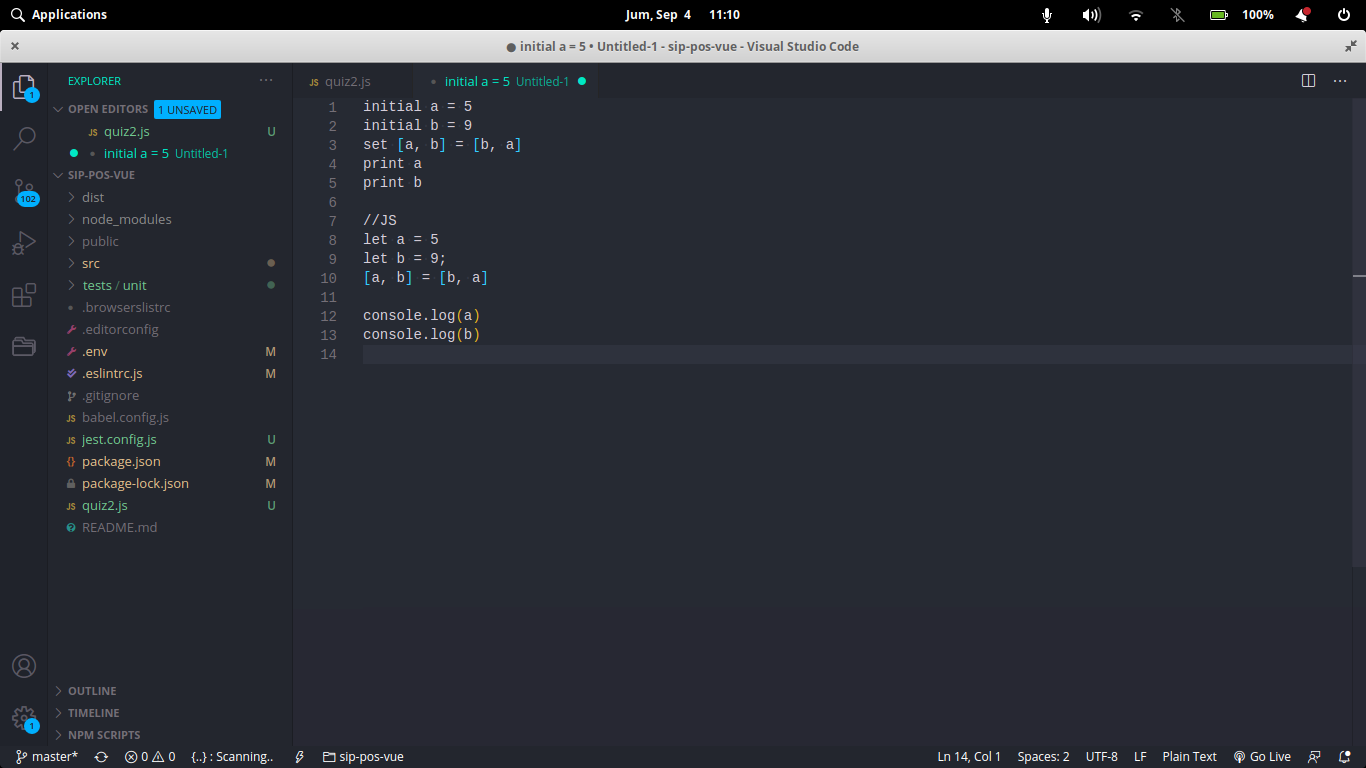 Applications
Jum, Sep 4 11:10
100%
● initial a = 5 • Untitled-1 - sip-pos-vue - Visual Studio Code
EXPLORER
OPEN EDITORS 1 UNSAVED
JS quiz2.js U
initial a = 5 Untitled-1
SIP-POS-VUE
dist
node_modules
public
src
tests / unit
.browserslistrc
.editorconfig
.env M
.eslintrc.js M
.gitignore
JS babel.config.js
JS jest.config.js U
{} package.json M
package-lock.json M
JS quiz2.js U
README.md
OUTLINE
TIMELINE
NPM SCRIPTS
1
102
1
JS quiz2.js
initial a = 5 Untitled-1
1 initial a = 5
2 initial b = 9
3 set [a, b] = [b, a]
4 print a
5 print b
6
7 //JS
8 let a = 5
9 let b = 9;
10 [a, b] = [b, a]
11
12 console.log(a)
13 console.log(b)
14
master* 0 0 {..} : Scanning.. sip-pos-vue
Ln 14, Col 1 Spaces: 2 UTF-8 LF Plain Text Go Live